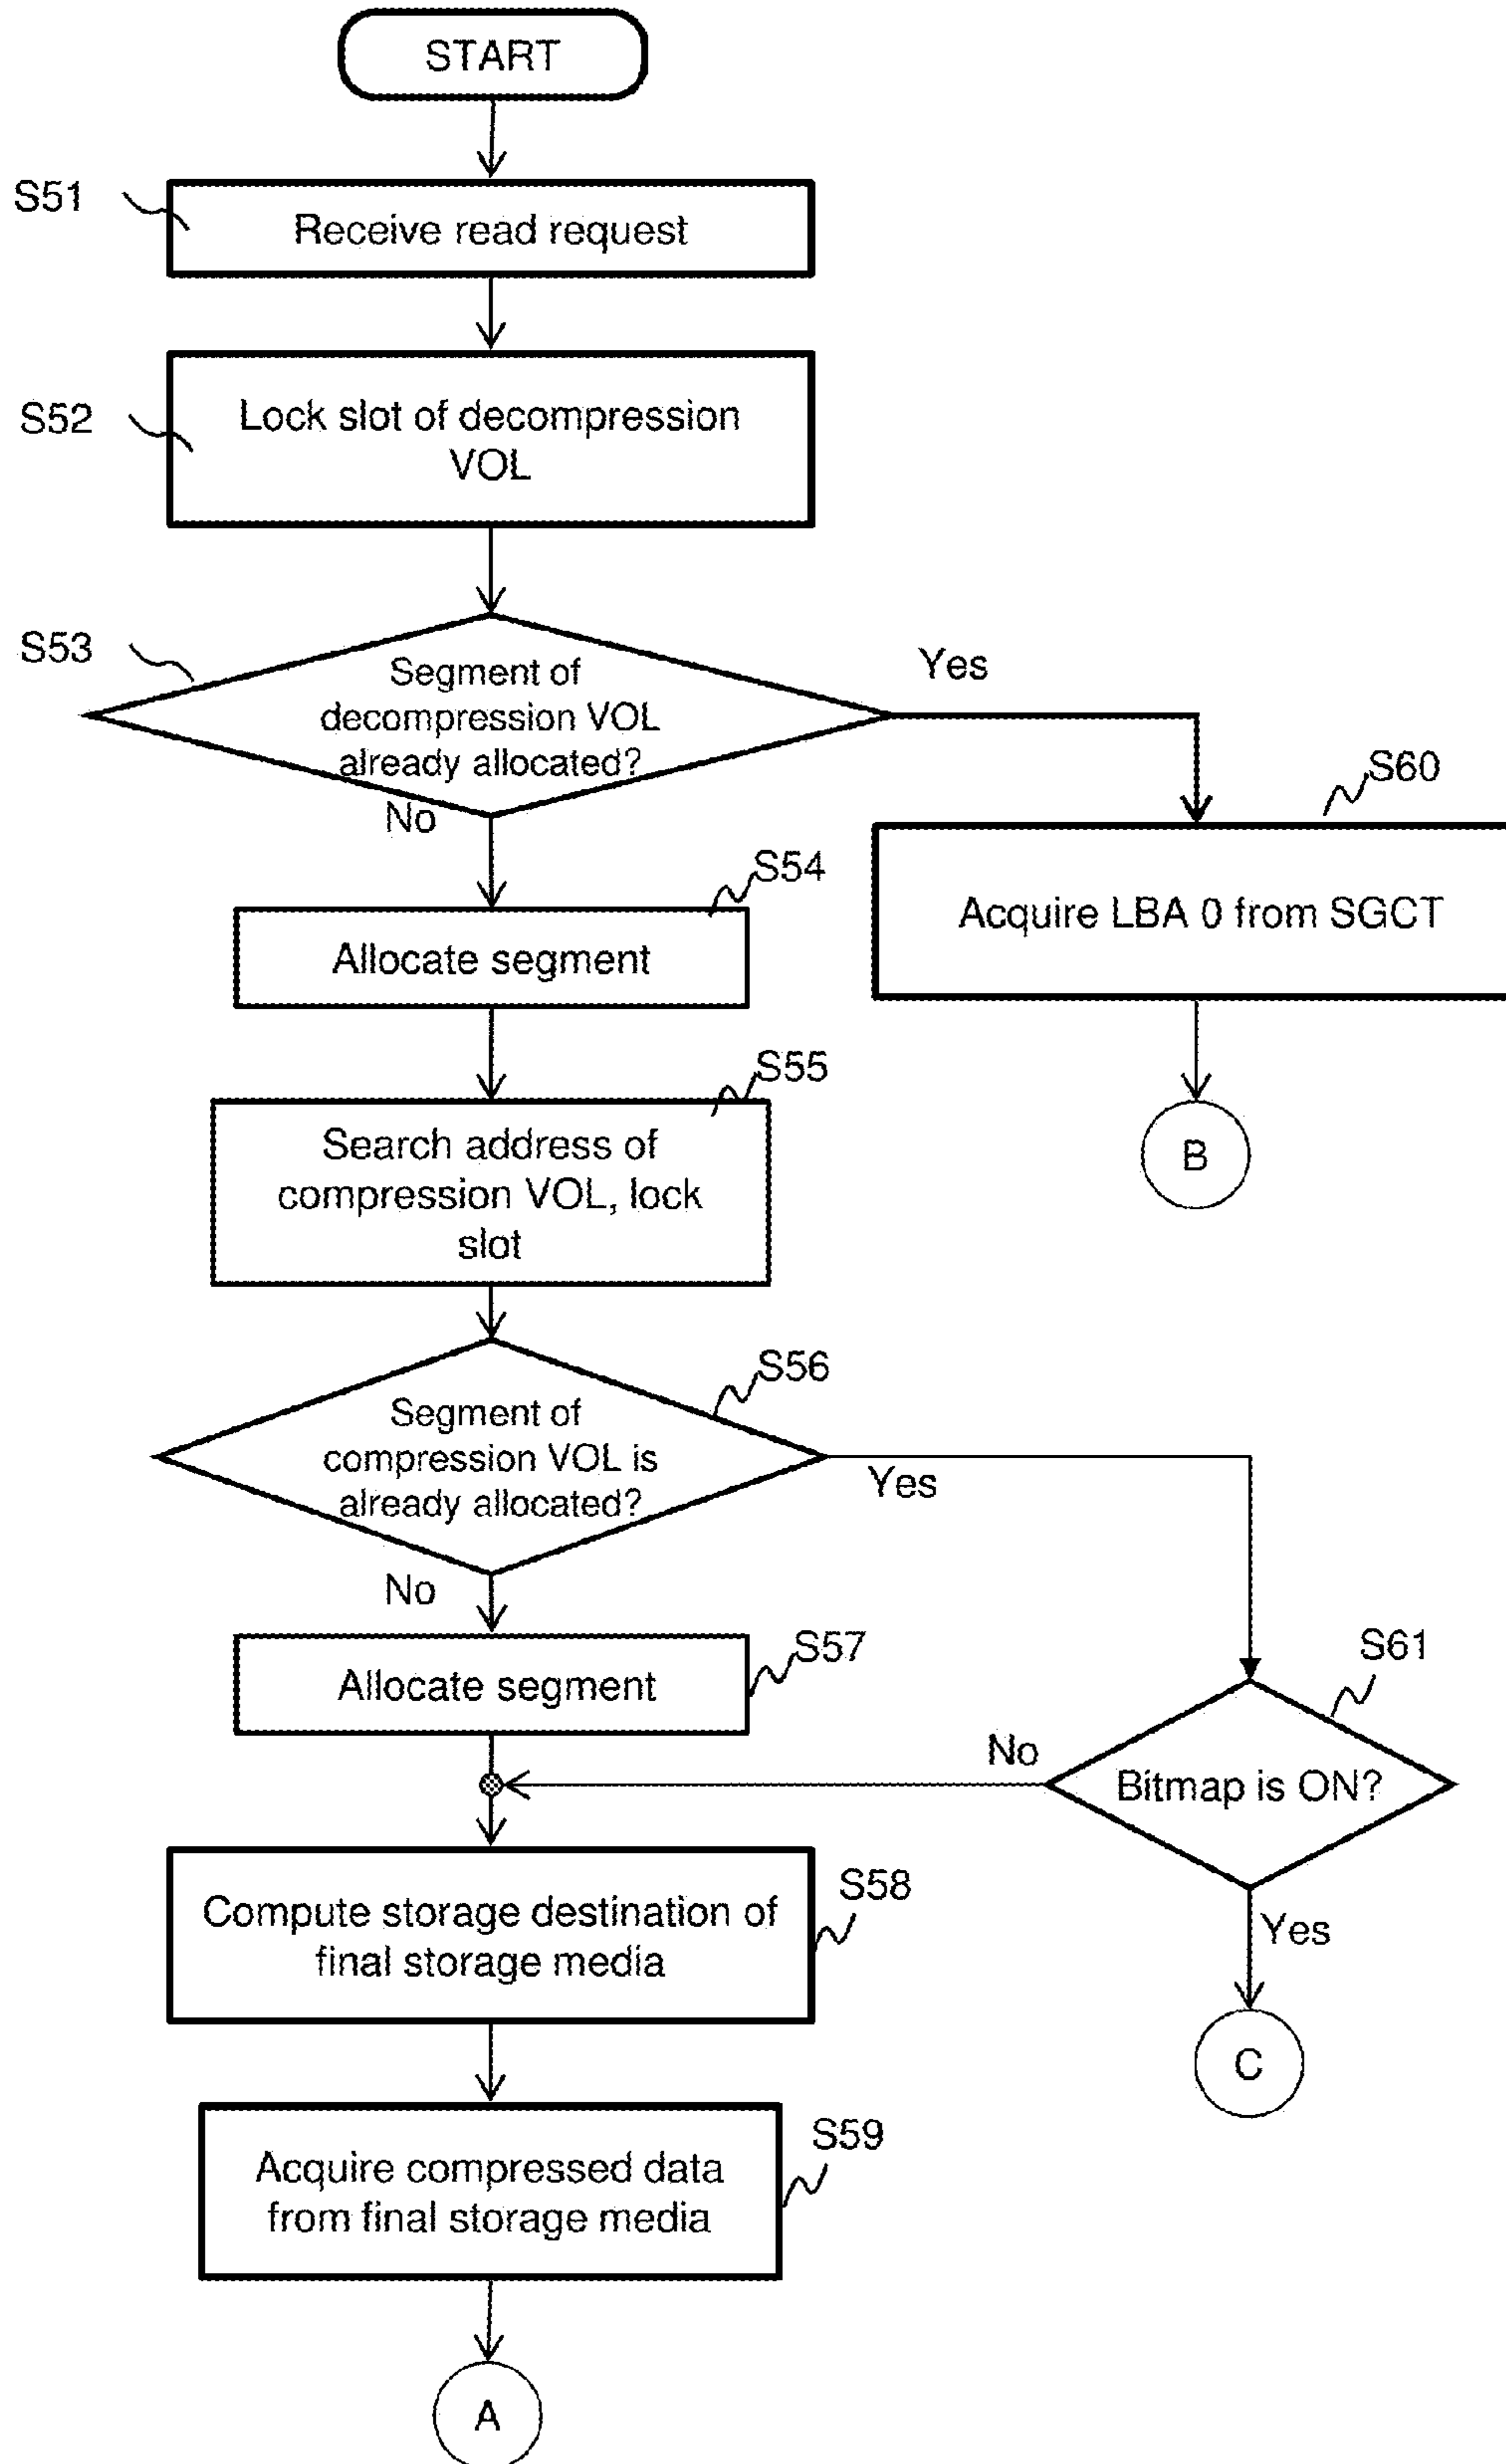 START
S51
Receive read request
S52
Lock slot of decompression
VOL
S53
Segment of
decompression VOL
already allocated?
Yes
No
S60
Acquire LBA 0 from SGCT
B
S54
Allocate segment
S55
Search address of
compression VOL, lock
slot
S56
Segment of
compression VOL is
already allocated?
Yes
No
S57
Allocate segment
S61
Bitmap is ON?
No
Yes
C
S58
Compute storage destination of
final storage media
S59
Acquire compressed data
from final storage media
A